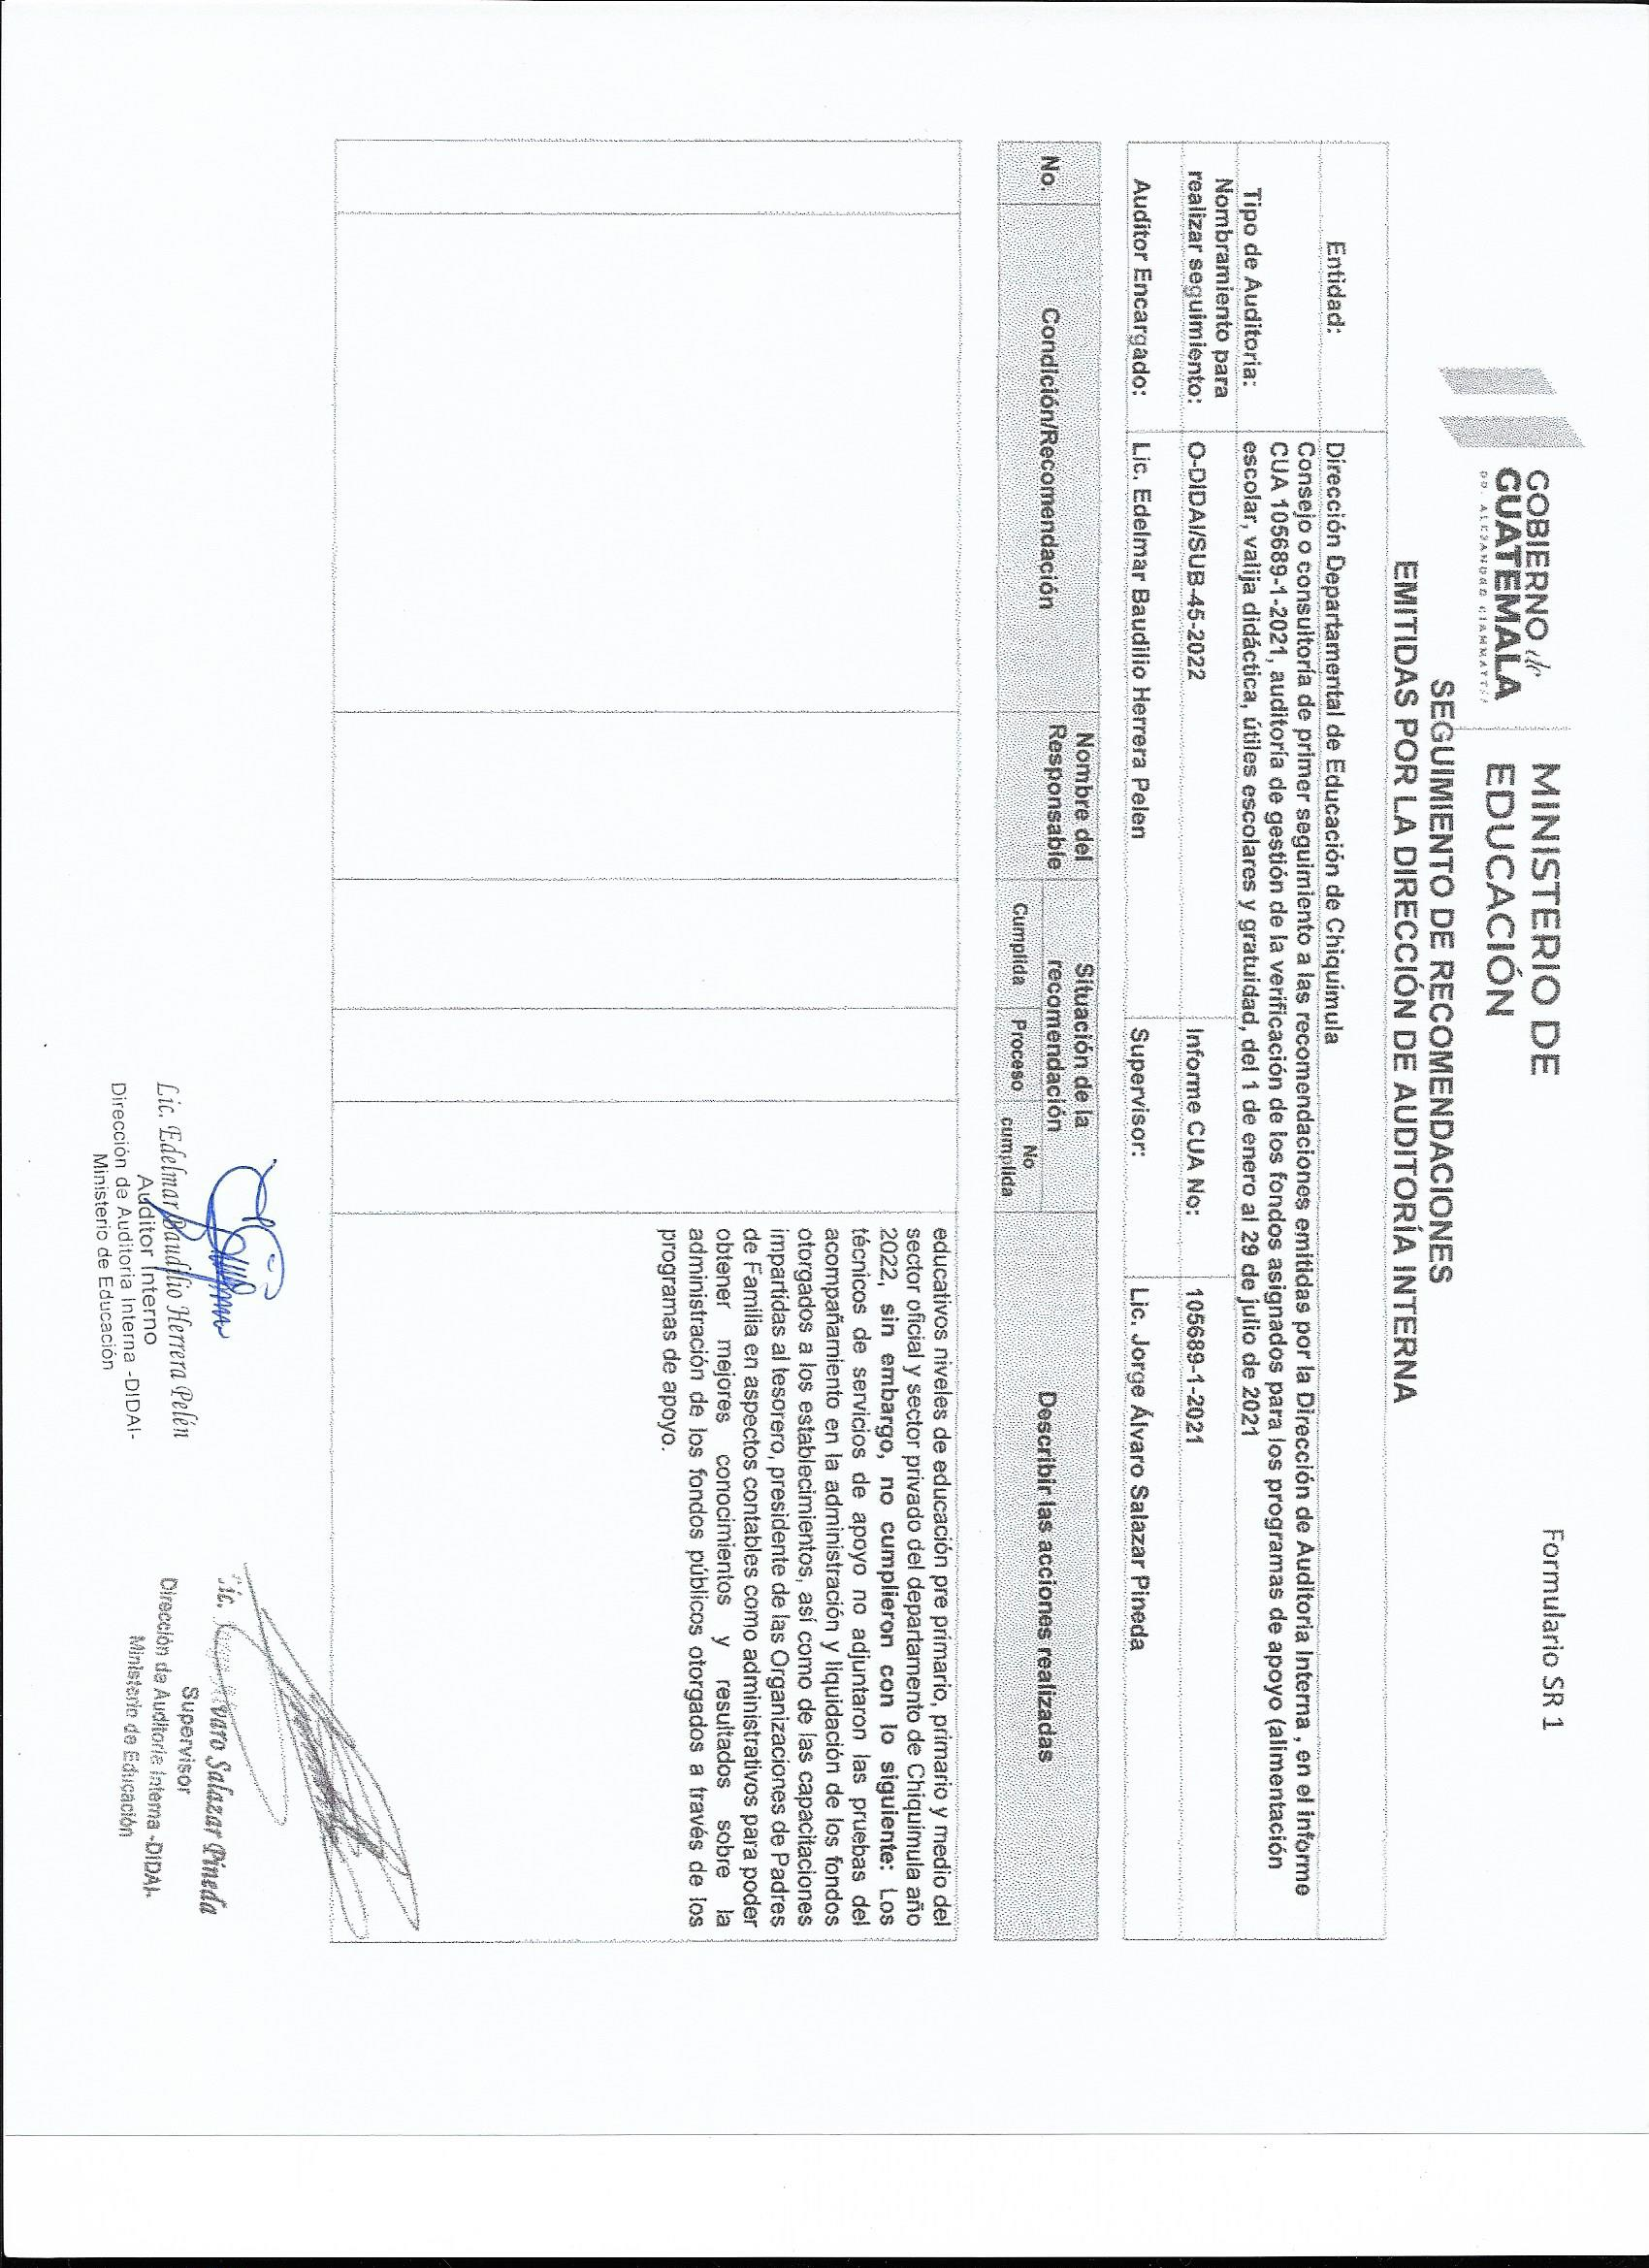 GOBIERNO de
GUATEMALA
DR. ALEJANDRO GIAMMATTEI
MINISTERIO DE
EDUCACIÓN
Formulario SR 1
SEGUIMIENTO DE RECOMENDACIONES
EMITIDAS POR LA DIRECCIÓN DE AUDITORÍA INTERNA
Entidad:
Dirección Departamental de Educación de Chiquimula
Tipo de Auditoria:
Consejo o consultoría de primer seguimiento a las recomendaciones emitidas por la Dirección de Auditoria Interna , en el informe
CUA 105689-1-2021, auditoría de gestión de la verificación de los fondos asignados para los programas de apoyo (alimentación
escolar, valija didáctica, útiles escolares y gratuidad, del 1 de enero al 29 de julio de 2021
Nombramiento para
realizar seguimiento:
O-DIDAI/SUB-45-2022
Informe CUA No:
105689-1-2021
Auditor Encargado:
Lic. Edelmar Baudilio Herrera Pelen
Supervisor:
Lic. Jorge Álvaro Salazar Pineda
No.
Condición/Recomendación
Nombre del
Responsable
Situación de la
recomendación
Cumplida
Proceso
No
cumplida
Describir las acciones realizadas
educativos niveles de educación pre primario, primario y medio del
sector oficial y sector privado del departamento de Chiquimula año
2022, sin embargo, no cumplieron con lo siguiente: Los
técnicos de servicios de apoyo no adjuntaron las pruebas del
acompañamiento en la administración y liquidación de los fondos
otorgados a los establecimientos, así como de las capacitaciones
impartidas al tesorero, presidente de las Organizaciones de Padres
de Familia en aspectos contables como administrativos para poder
obtener mejores conocimientos y resultados sobre la
administración de los fondos públicos otorgados a través de los
programas de apoyo.
Lic. Edelmar Baudilio Herrera Pelén
Auditor Interno
Dirección de Auditoria Interna -DIDAI-
Ministerio de Educación
Lic. Jorge Alvaro Salazar Pineda
Supervisor
Dirección de Auditoria Interna -DIDAI-
Ministerio de Educación